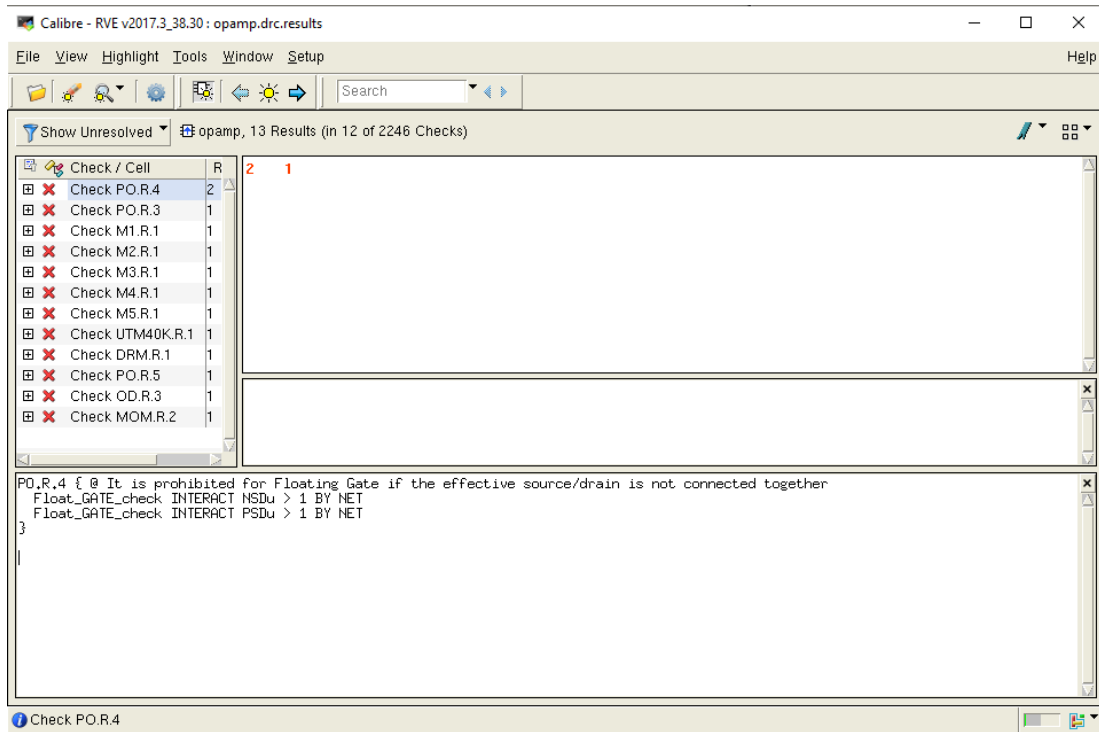 Calibre - RVE v2017.3_38.30 : opamp.drc.results
File View Highlight Tools Window Setup Help
Search
Show Unresolved opamp, 13 Results (in 12 of 2246 Checks)
Check / Cell R
Check PO.R.4 2
Check PO.R.3 1
Check M1.R.1 1
Check M2.R.1 1
Check M3.R.1 1
Check M4.R.1 1
Check M5.R.1 1
Check UTM40K.R.1 1
Check DRM.R.1 1
Check PO.R.5 1
Check OD.R.3 1
Check MOM.R.2 1
2 1
PO.R.4 { @ It is prohibited for Floating Gate if the effective source/drain is not connected together
Float_GATE_check INTERACT NSDu > 1 BY NET
Float_GATE_check INTERACT PSDu > 1 BY NET
}
Check PO.R.4